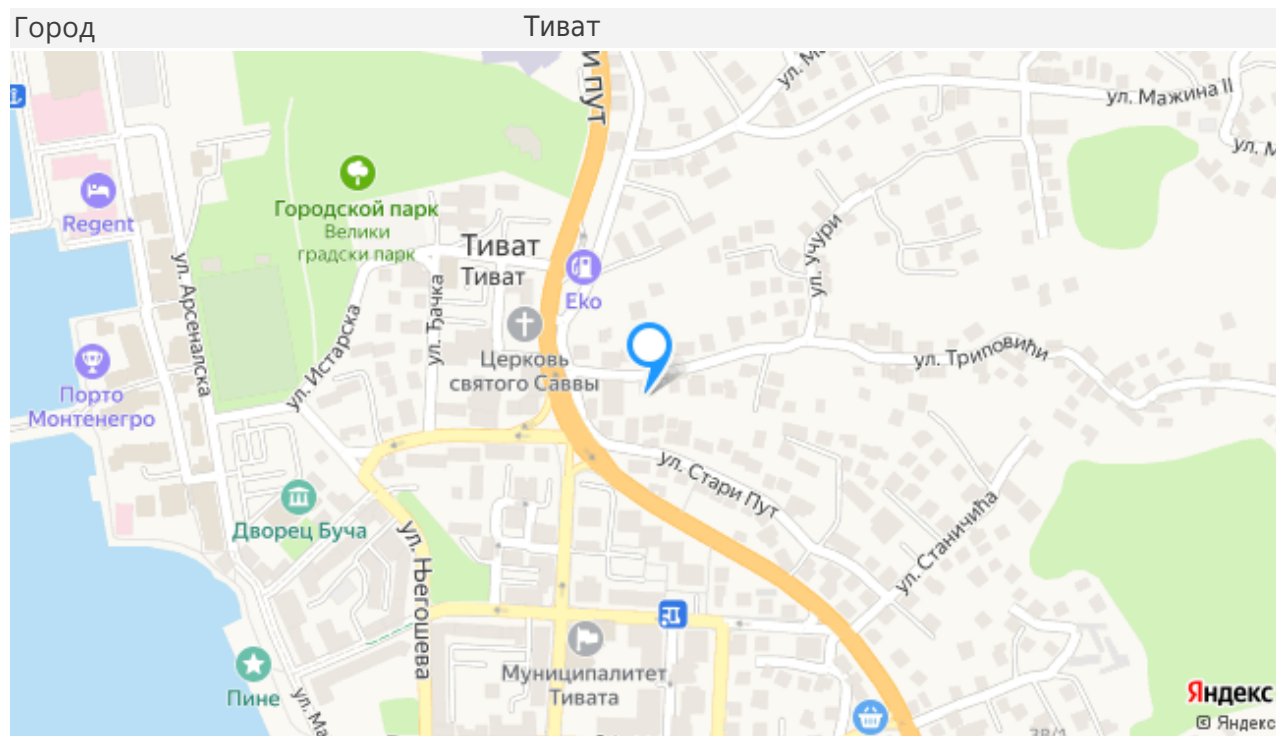 Город Тиват
и пут
ул. Мажина II
Regent
Городской парк
Велики
градски парк
Тиват
Тиват
Eko
ул. Учури
ул. Арсеналска
ул. Ђачка
ул. Истарска
Церковь
святого Саввы
ул. Триповићи
Порто
Монтенегро
ул. Стари Пут
Дворец Буча
ул. Његошева
ул. Станичића
Муниципалитет
Тивата
Пине
Яндекс
© Яндекс